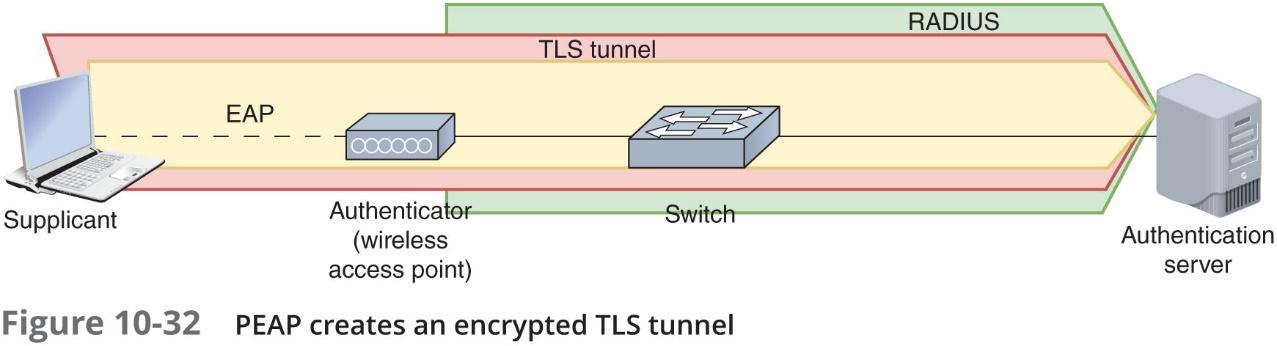 RADIUS
TLS tunnel
EAP
Supplicant
Authenticator
(wireless
access point)
Switch
Authentication
server
Figure 10-32 PEAP creates an encrypted TLS tunnel